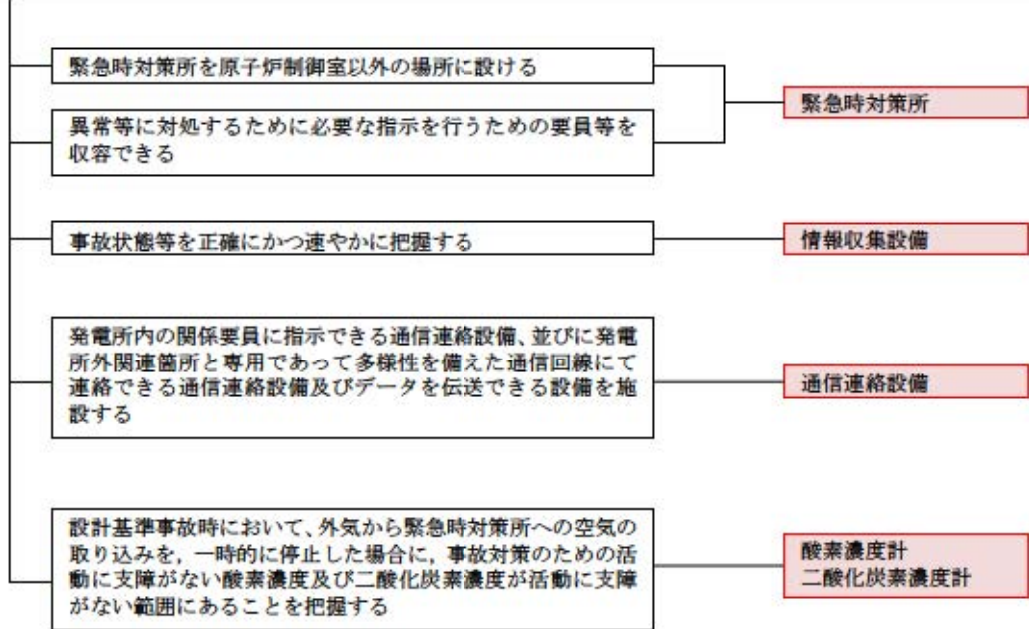 緊急時対策所を原子炉制御室以外の場所に設ける
緊急時対策所
異常等に対処するために必要な指示を行うための要員等を
収容できる
事故状態等を正確にかつ速やかに把握する
情報収集設備
発電所内の関係要員に指示できる通信連絡設備、並びに発電
所外関連箇所と専用であって多様性を備えた通信回線にて
連絡できる通信連絡設備及びデータを伝送できる設備を施
設する
通信連絡設備
設計基準事故時において、外気から緊急時対策所への空気の
取り込みを，一時的に停止した場合に，事故対策のための活
動に支障がない酸素濃度及び二酸化炭素濃度が活動に支障
がない範囲にあることを把握する
酸素濃度計
二酸化炭素濃度計